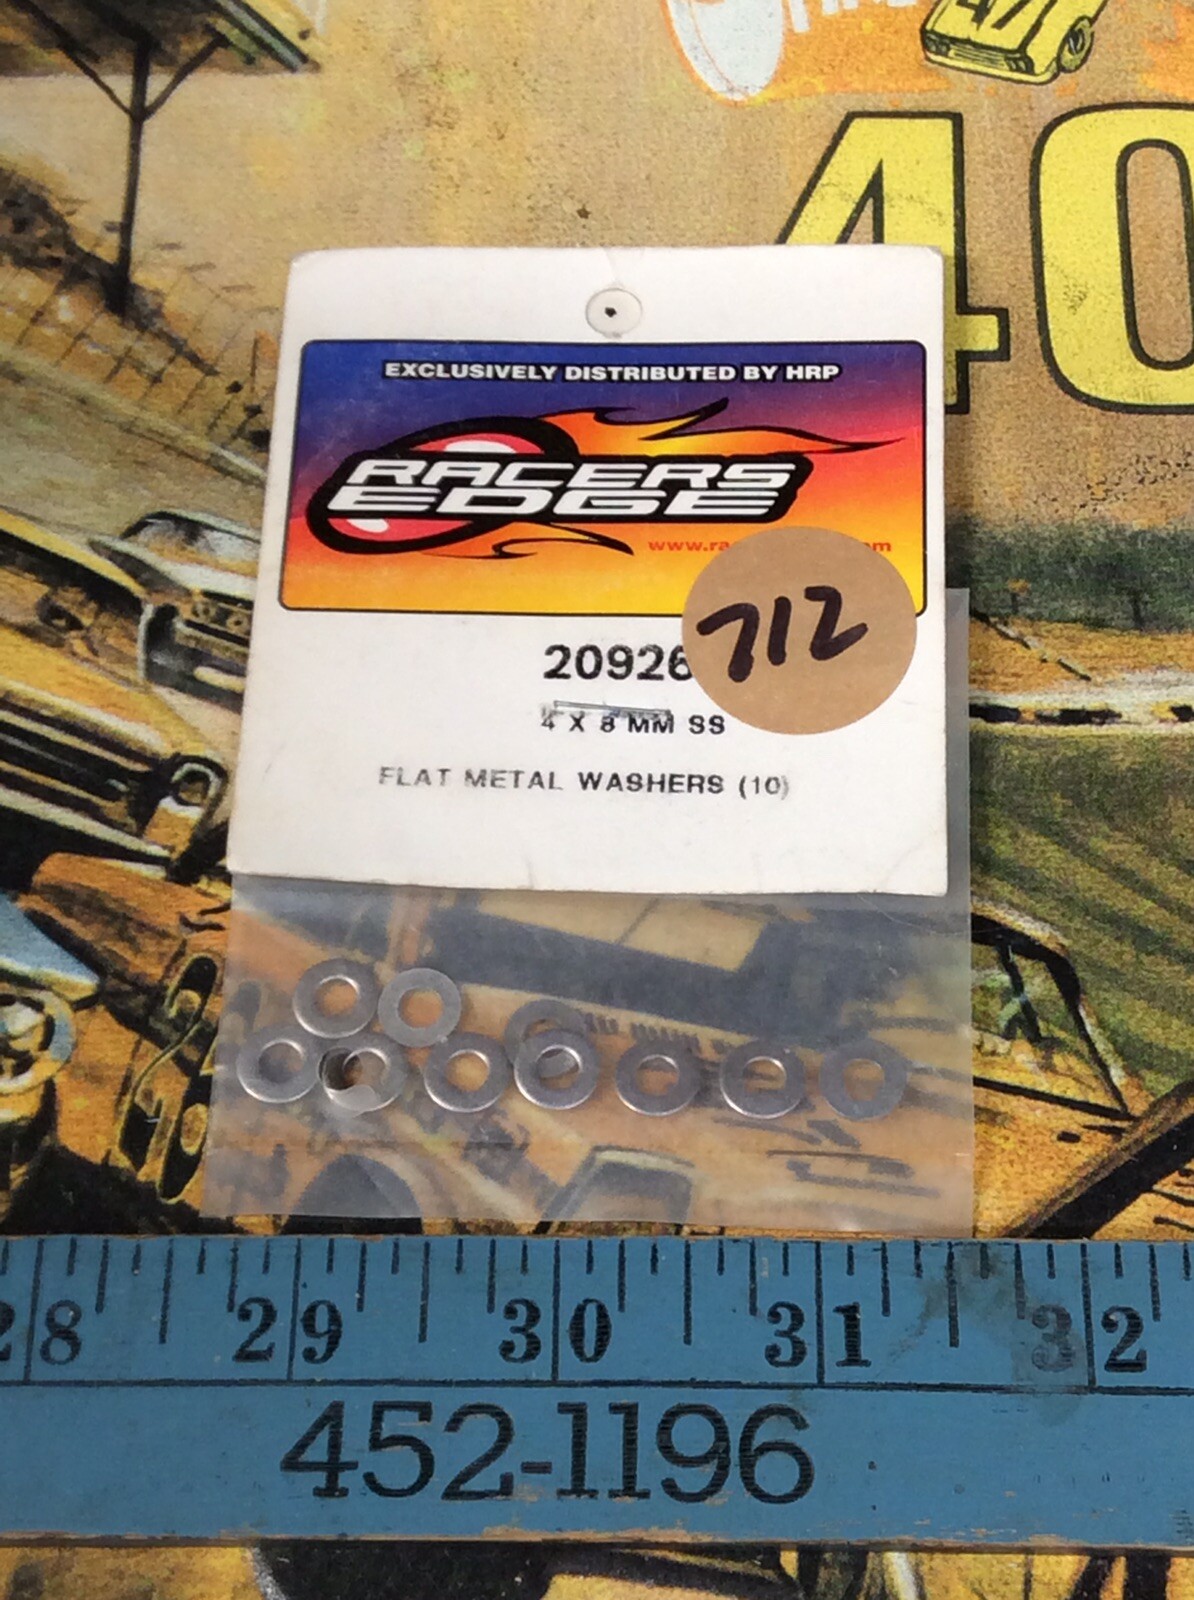 40
EXCLUSIVELY DISTRIBUTED BY HRP
RACERS
EDGE
712
20926
4 X 8 MM SS
FLAT METAL WASHERS (10)
28 29 30 31 32
452-1196